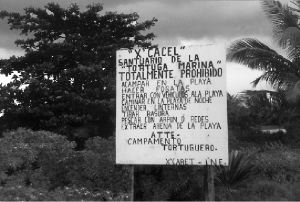 "X'CACEL"
SANTUARIO DE LA
"TORTUGA MARINA"
TOTALMENTE PROHIBIDO
ACAMPAR EN LA PLAYA
HACER FOGATAS
ENTRAR CON VEHICULOS A LA PLAYA
CAMINAR EN LA PLAYA DE NOCHE
ENCENDER LINTERNAS
TIRAR BASURA
PESCAR CON ARPON O REDES
EXTRAER ARENA DE LA PLAYA
ATTE.
CAMPAMENTO
TORTUGUERO.